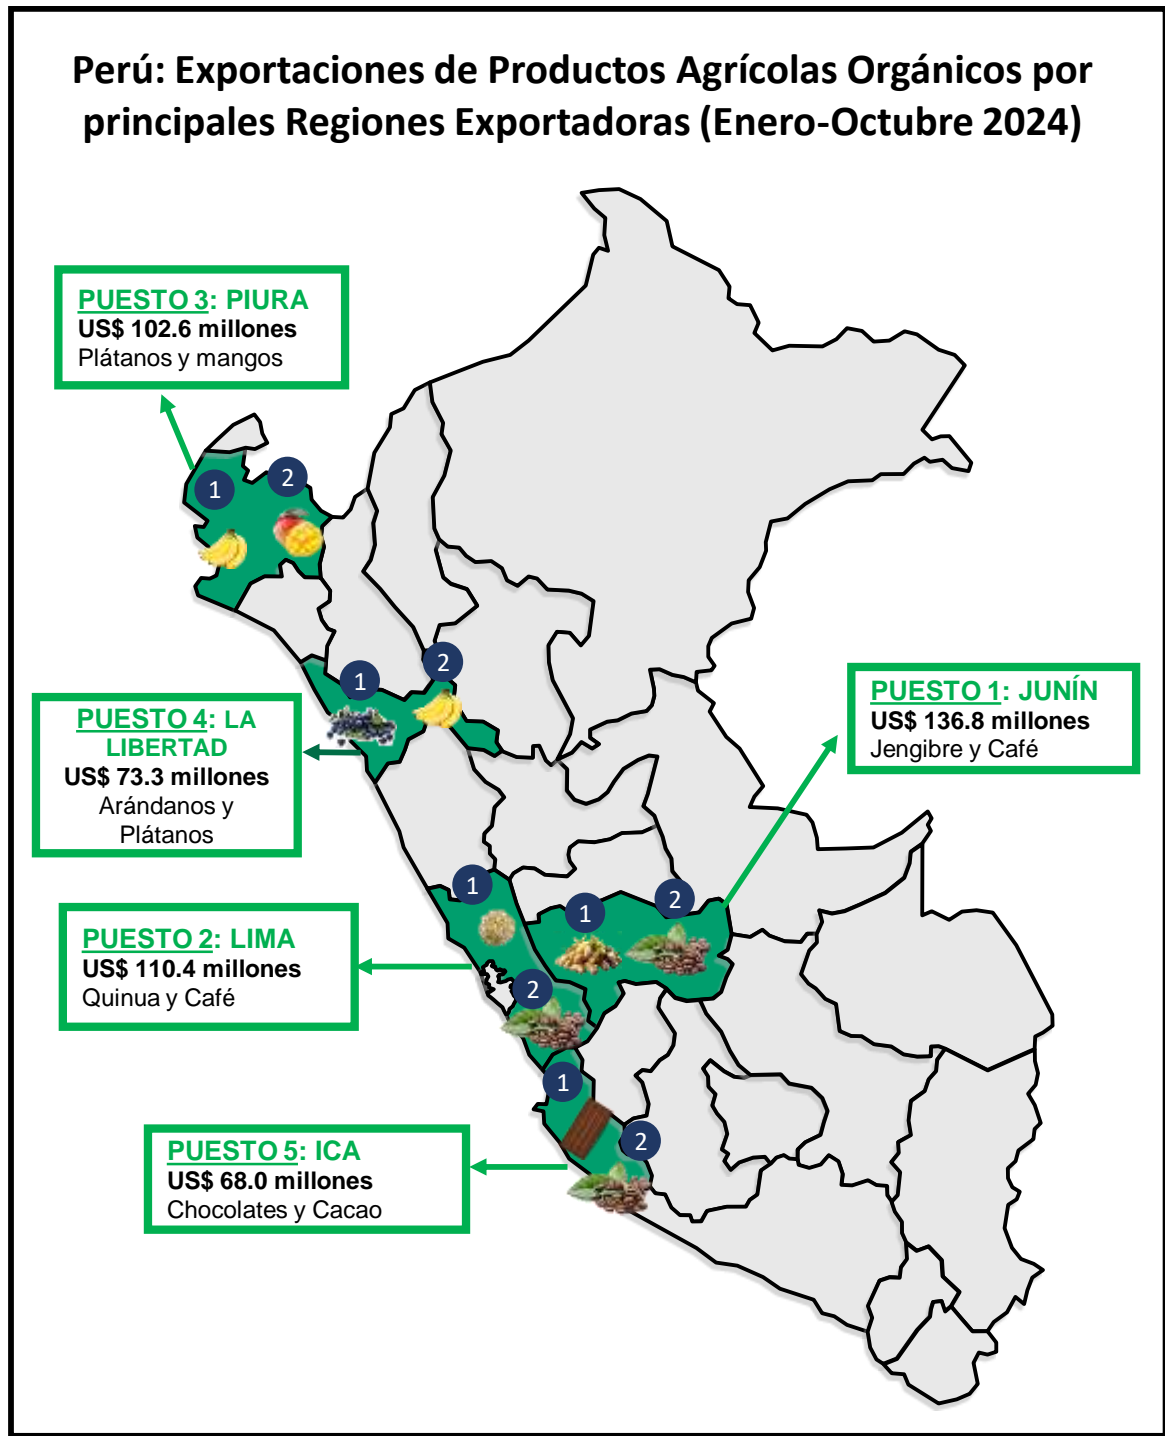 Perú: Exportaciones de Productos Agrícolas Orgánicos por
principales Regiones Exportadoras (Enero-Octubre 2024)
PUESTO 3: PIURA
US$ 102.6 millones
Plátanos y mangos
1
2
1
2
PUESTO 4: LA
LIBERTAD
US$ 73.3 millones
Arándanos y
Plátanos
PUESTO 1: JUNÍN
US$ 136.8 millones
Jengibre y Café
1
2
1
2
PUESTO 2: LIMA
US$ 110.4 millones
Quinua y Café
1
2
PUESTO 5: ICA
US$ 68.0 millones
Chocolates y Cacao